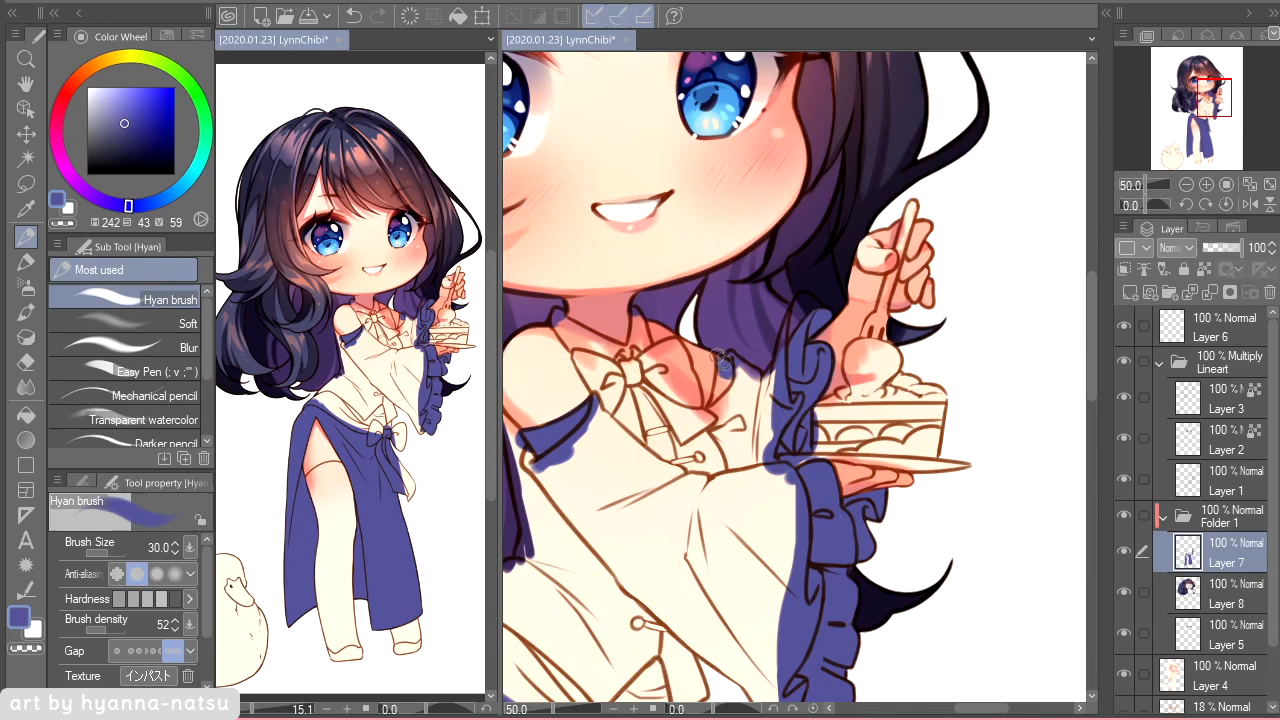 Color Wheel
242 43 V 59
Sub Tool [Hyan]
Most used
Hyan brush
Soft
Blur
Easy Pen (; v :'' )
Mechanical pencil
Transparent watercolor
Darker pencil
Tool property [Hyan
Hyan brush
Brush Size 30.0
Anti-aliasin
Hardness
Brush density 52
Gap
Texture インパスト
[2020.01.23] LynnChibi*
[2020.01.23] LynnChibi*
15.1 0.0
50.0 0.0
50.0
0.0
Layer
Norma 100
100 % Normal
Layer 6
100 % Multiply
Lineart
100 % N
Layer 3
100 % N
Layer 2
100 % Normal
Layer 1
100 % Normal
Folder 1
100 % Normal
Layer 7
100 % Normal
Layer 8
100 % Normal
Layer 5
100 % Normal
Layer 4
18 % Normal
art by hyanna-natsu